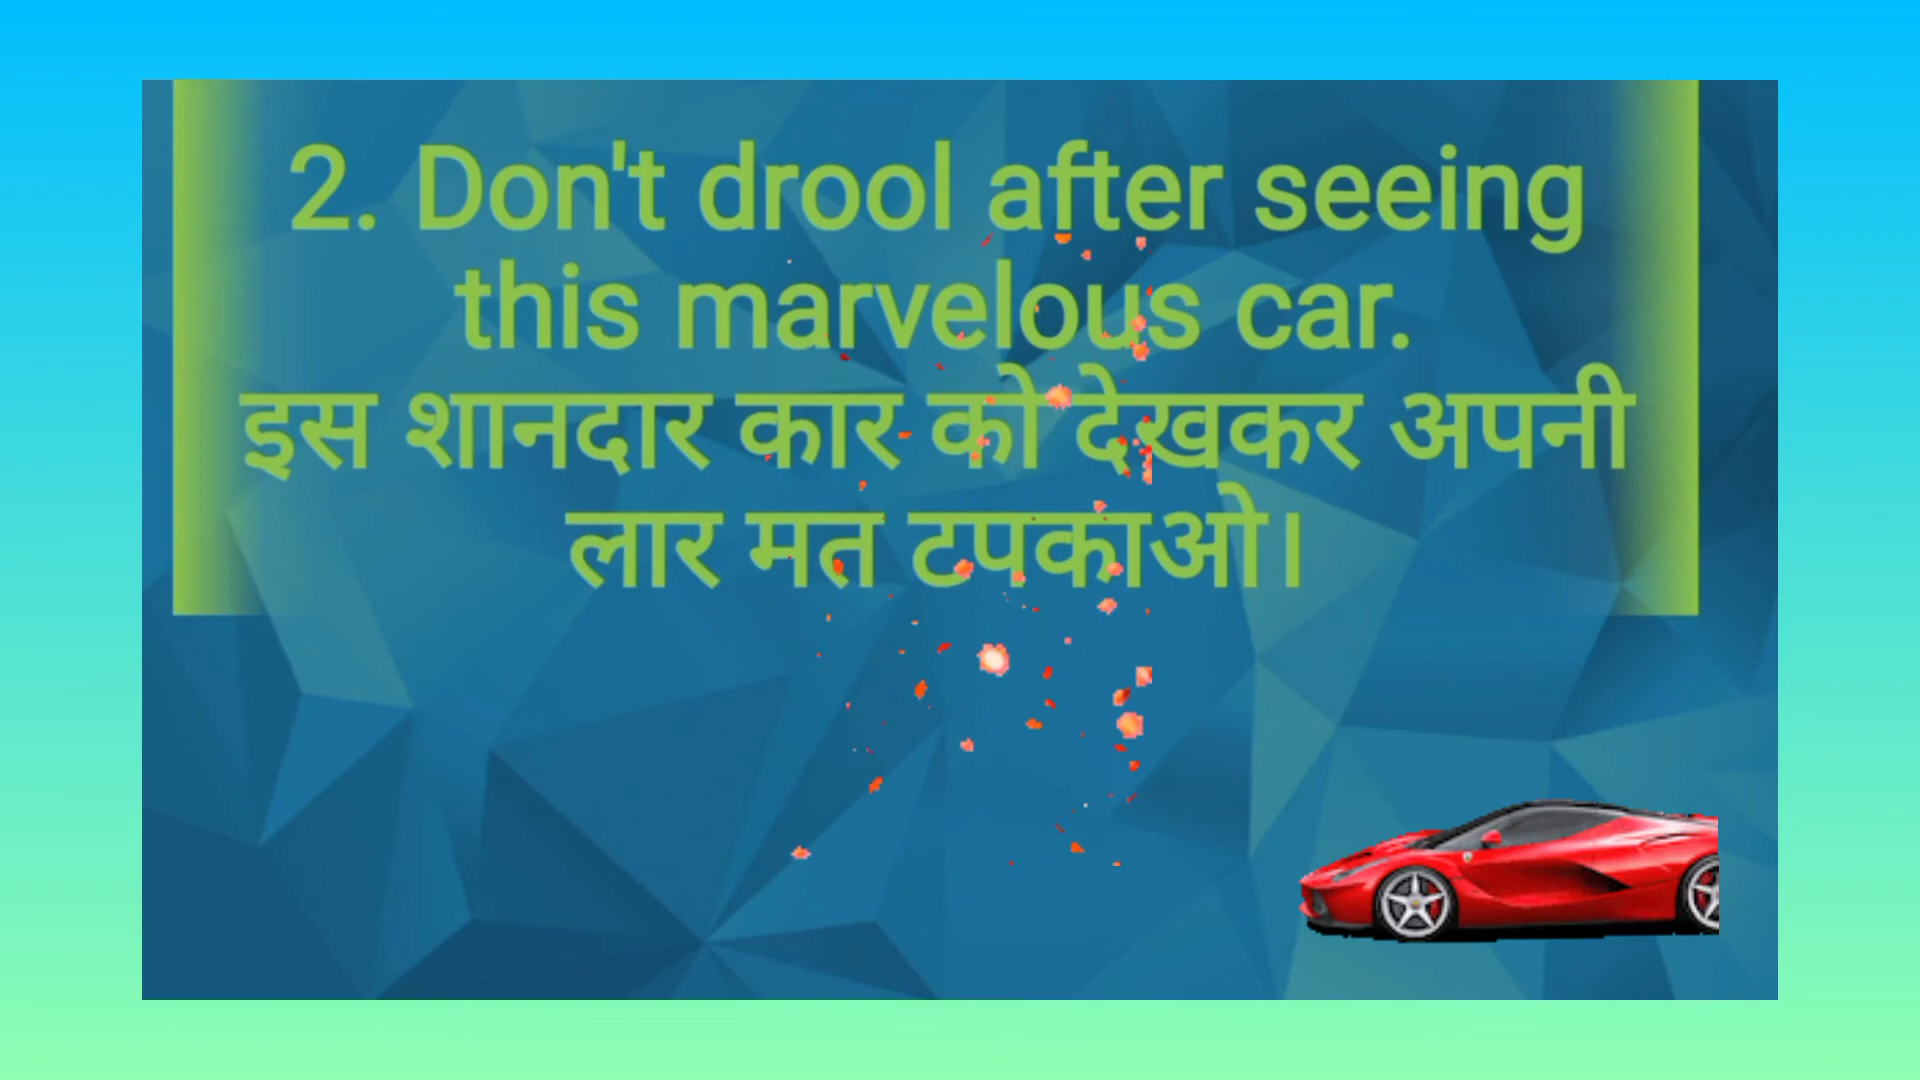 2. Don't drool after seeing
this marvelous car.
इस शानदार कार को देखकर अपनी
लार मत टपकाओ।